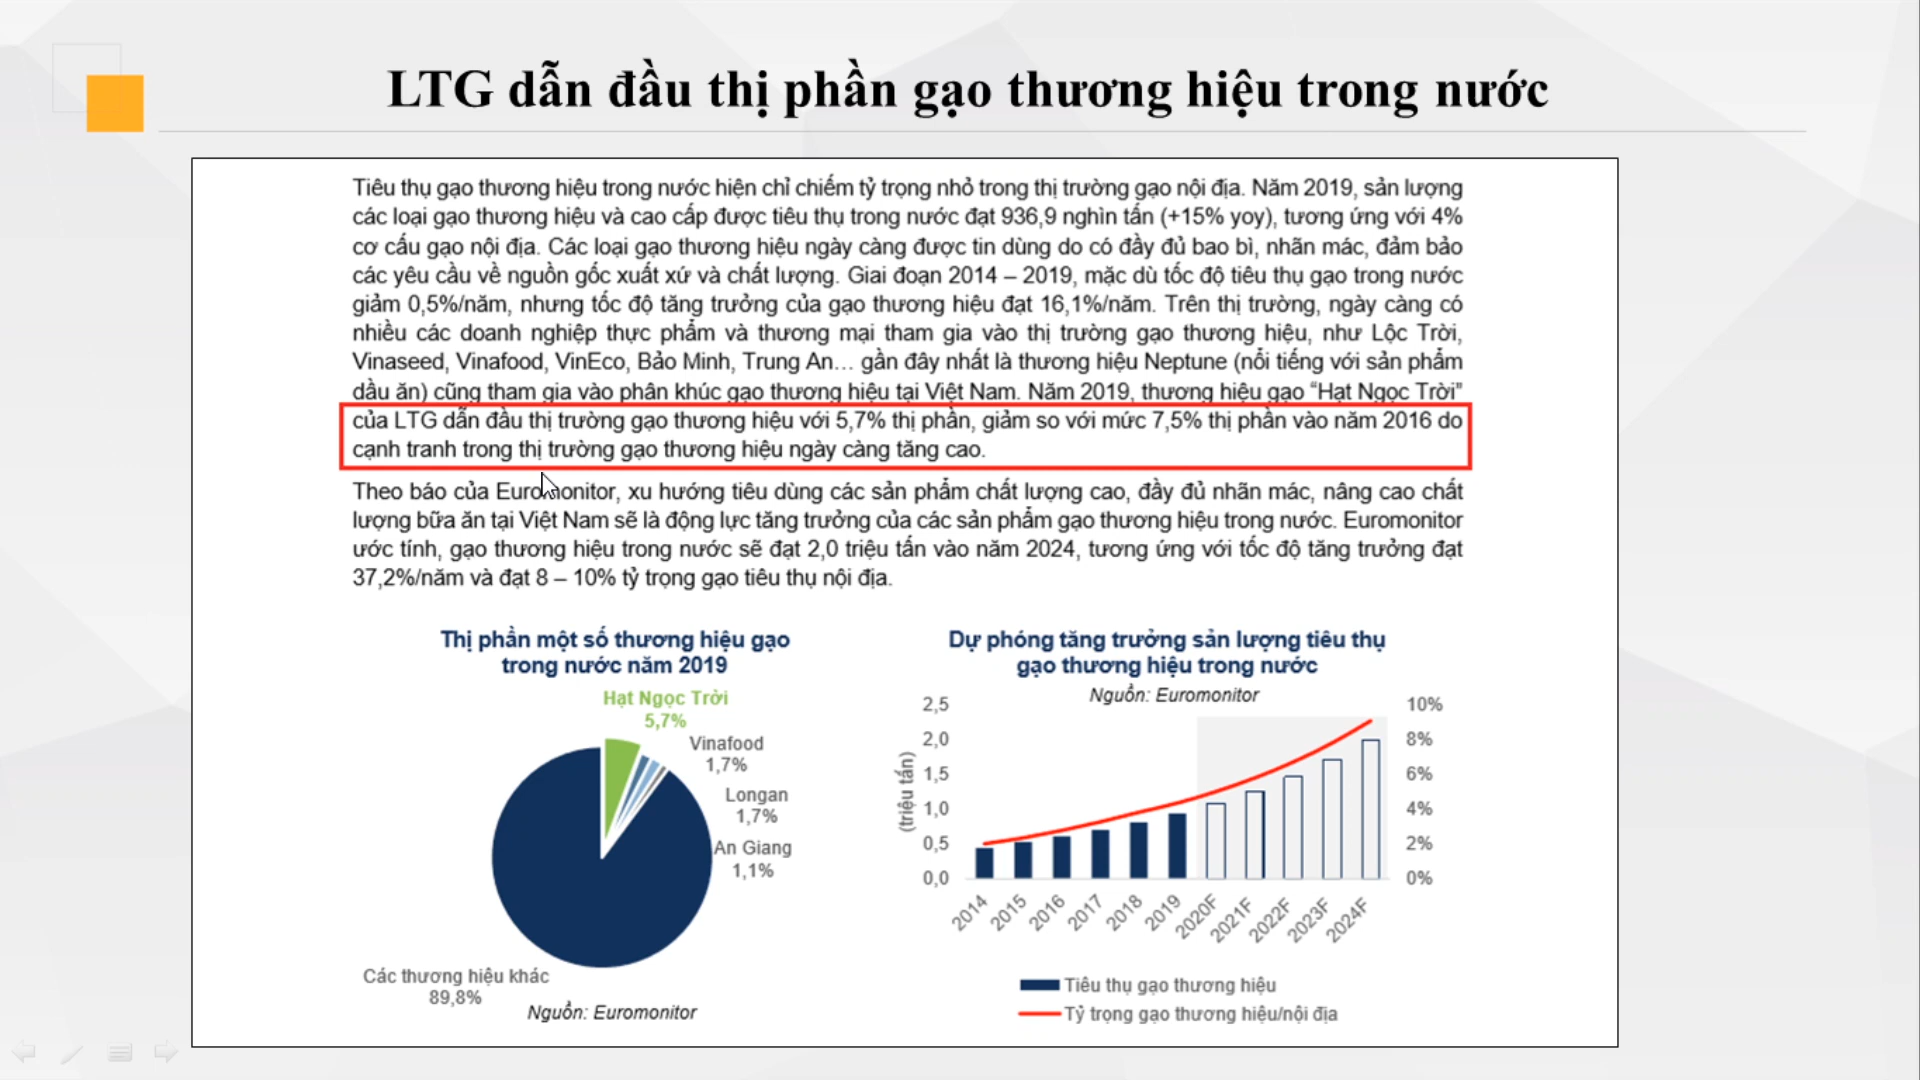 LTG dẫn đầu thị phần gạo thương hiệu trong nước
Tiêu thụ gạo thương hiệu trong nước hiện chỉ chiếm tỷ trọng nhỏ trong thị trường gạo nội địa. Năm 2019, sản lượng
các loại gạo thương hiệu và cao cấp được tiêu thụ trong nước đạt 936,9 nghìn tấn (+15% yoy), tương ứng với 4%
cơ cấu gạo nội địa. Các loại gạo thương hiệu ngày càng được tin dùng do có đầy đủ bao bì, nhãn mác, đảm bảo
các yêu cầu về nguồn gốc xuất xứ và chất lượng. Giai đoạn 2014 – 2019, mặc dù tốc độ tiêu thụ gạo trong nước
giảm 0,5%/năm, nhưng tốc độ tăng trưởng của gạo thương hiệu đạt 16,1%/năm. Trên thị trường, ngày càng có
nhiều các doanh nghiệp thực phẩm và thương mại tham gia vào thị trường gạo thương hiệu, như Lộc Trời,
Vinaseed, Vinafood, VinEco, Bảo Minh, Trung An… gần đây nhất là thương hiệu Neptune (nổi tiếng với sản phẩm
dầu ăn) cũng tham gia vào phân khúc gạo thương hiệu tại Việt Nam. Năm 2019, thương hiệu gạo “Hạt Ngọc Trời”
của LTG dẫn đầu thị trường gạo thương hiệu với 5,7% thị phần, giảm so với mức 7,5% thị phần vào năm 2016 do
cạnh tranh trong thị trường gạo thương hiệu ngày càng tăng cao.
Theo báo của Euromonitor, xu hướng tiêu dùng các sản phẩm chất lượng cao, đầy đủ nhãn mác, nâng cao chất
lượng bữa ăn tại Việt Nam sẽ là động lực tăng trưởng của các sản phẩm gạo thương hiệu trong nước. Euromonitor
ước tính, gạo thương hiệu trong nước sẽ đạt 2,0 triệu tấn vào năm 2024, tương ứng với tốc độ tăng trưởng đạt
37,2%/năm và đạt 8 – 10% tỷ trọng gạo tiêu thụ nội địa.
Thị phần một số thương hiệu gạo
trong nước năm 2019
Hạt Ngọc Trời
5,7%
Vinafood
1,7%
Longan
1,7%
An Giang
1,1%
Các thương hiệu khác
89,8%
Nguồn: Euromonitor
Dự phóng tăng trưởng sản lượng tiêu thụ
gạo thương hiệu trong nước
Nguồn: Euromonitor
(triệu tấn)
2,5
2,0
1,5
1,0
0,5
0,0
10%
8%
6%
4%
2%
0%
2014
2015
2016
2017
2018
2019
2020F
2021F
2022F
2023F
2024F
Tiêu thụ gạo thương hiệu
Tỷ trọng gạo thương hiệu/nội địa